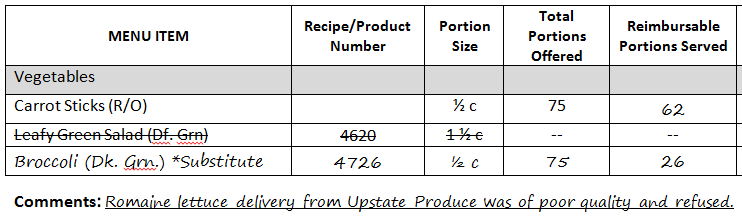 MENU ITEM Recipe/Product Number Portion Size Total Portions Offered Reimbursable Portions Served
Vegetables
Carrot Sticks (R/O) ½ c 75 62
Leafy Green Salad (Df. Grn) 4620 1 ½ c -- --
Broccoli (Dk. Grn.) *Substitute 4726 ½ c 75 26
Comments: Romaine lettuce delivery from Upstate Produce was of poor quality and refused.